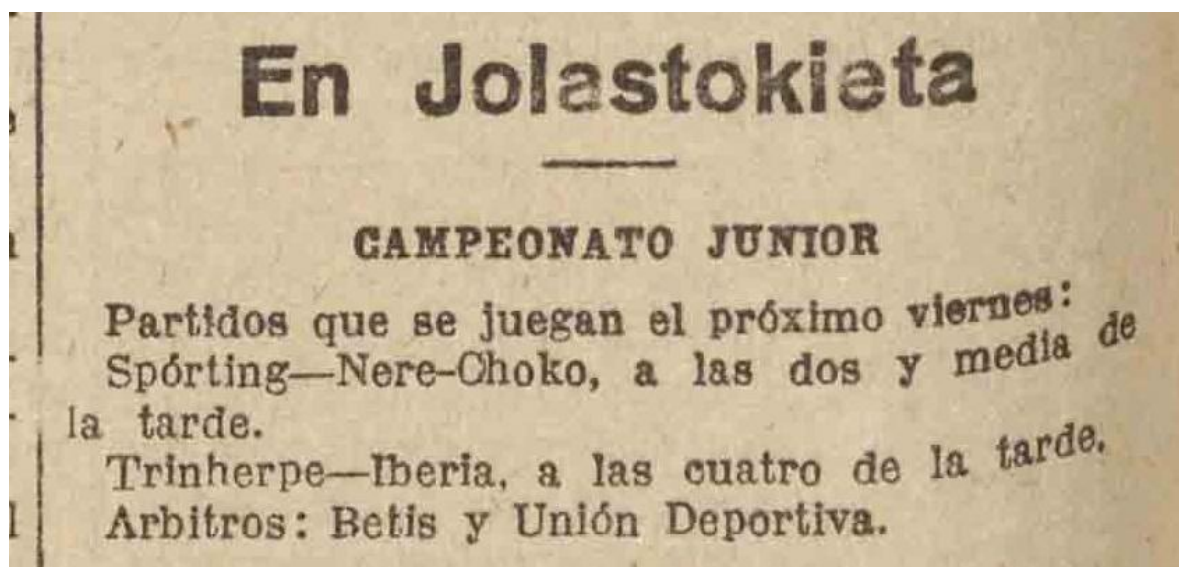 En Jolastokieta
CAMPEONATO JUNIOR
Partidos que se juegan el próximo viernes:
Spórting—Nere-Choko, a las dos y media de
la tarde.
Trinherpe—Iberia, a las cuatro de la tarde.
Arbitros: Betis y Unión Deportiva.